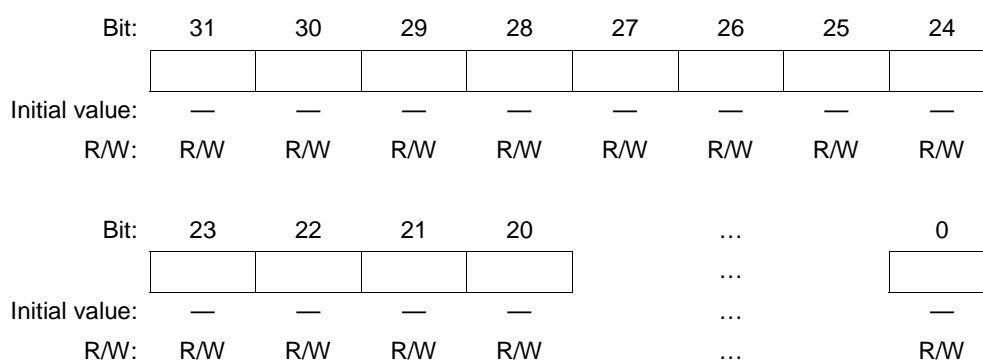 Bit: 31 30 29 28 27 26 25 24
Initial value: — — — — — — — —
R/W: R/W R/W R/W R/W R/W R/W R/W R/W
Bit: 23 22 21 20 … 0
…
Initial value: — — — — … —
R/W: R/W R/W R/W R/W … R/W